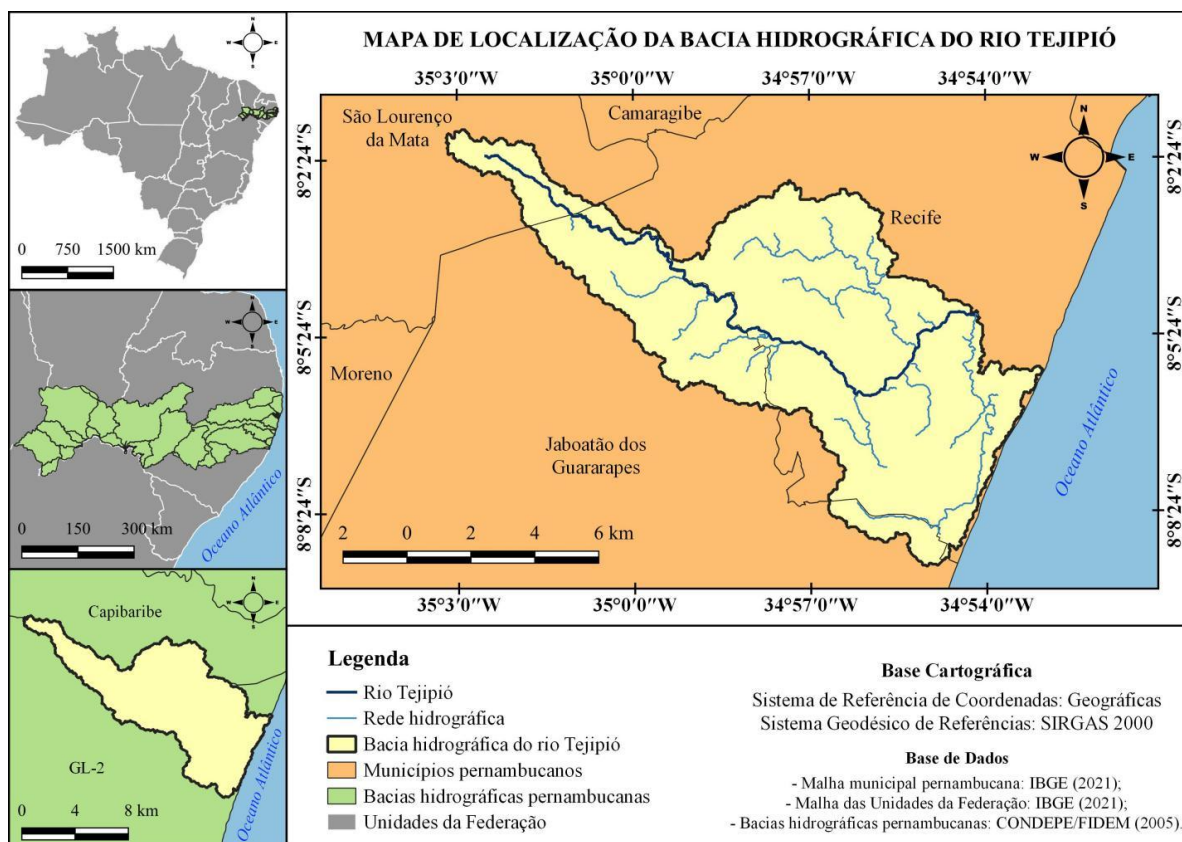 N
W
E
S
0 750 1500 km
N
W
E
S
0 150 300 km
Oceano Atlântico
N
W
E
S
Capibaribe
GL-2
Oceano Atlântico
0 4 8 km
MAPA DE LOCALIZAÇÃO DA BACIA HIDROGRÁFICA DO RIO TEJIPIÓ
35°3'0"W 35°0'0"W 34°57'0"W 34°54'0"W
8°2'24"S
8°5'24"S
8°8'24"S
São Lourenço
da Mata
Camaragibe
Recife
N
W
E
S
8°2'24"S
8°5'24"S
8°8'24"S
Moreno
Jaboatão dos
Guararapes
Oceano Atlântico
2 0 2 4 6 km
35°3'0"W 35°0'0"W 34°57'0"W 34°54'0"W
Legenda
Rio Tejipió
Rede hidrográfica
Bacia hidrográfica do rio Tejipió
Municípios pernambucanos
Bacias hidrográficas pernambucanas
Unidades da Federação
Base Cartográfica
Sistema de Referência de Coordenadas: Geográficas
Sistema Geodésico de Referências: SIRGAS 2000
Base de Dados
- Malha municipal pernambucana: IBGE (2021);
- Malha das Unidades da Federação: IBGE (2021);
- Bacias hidrográficas pernambucanas: CONDEPE/FIDEM (2005).